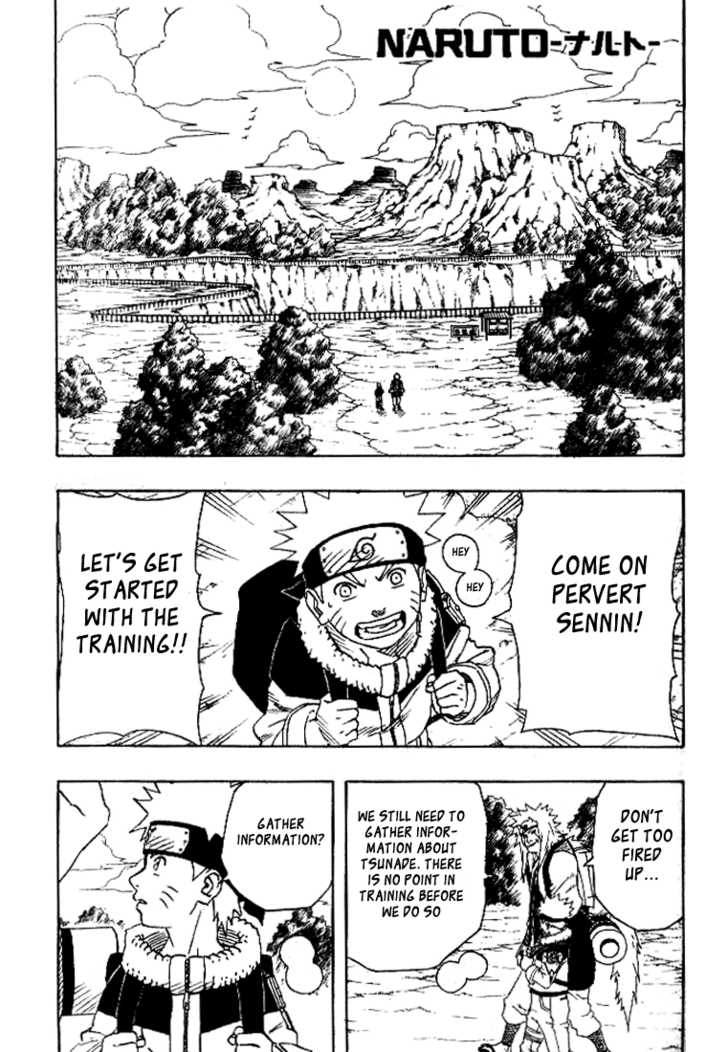 NARUTO-ナルト-
COME ON
PERVERT
SENNIN!
HEY
HEY
LET'S GET
STARTED
WITH THE
TRAINING!!
DON'T
GET TOO
FIRED
UP...
WE STILL NEED TO
GATHER INFOR-
MATION ABOUT
TSUNADE. THERE
IS NO POINT IN
TRAINING BEFORE
WE DO SO
GATHER
INFORMATION?